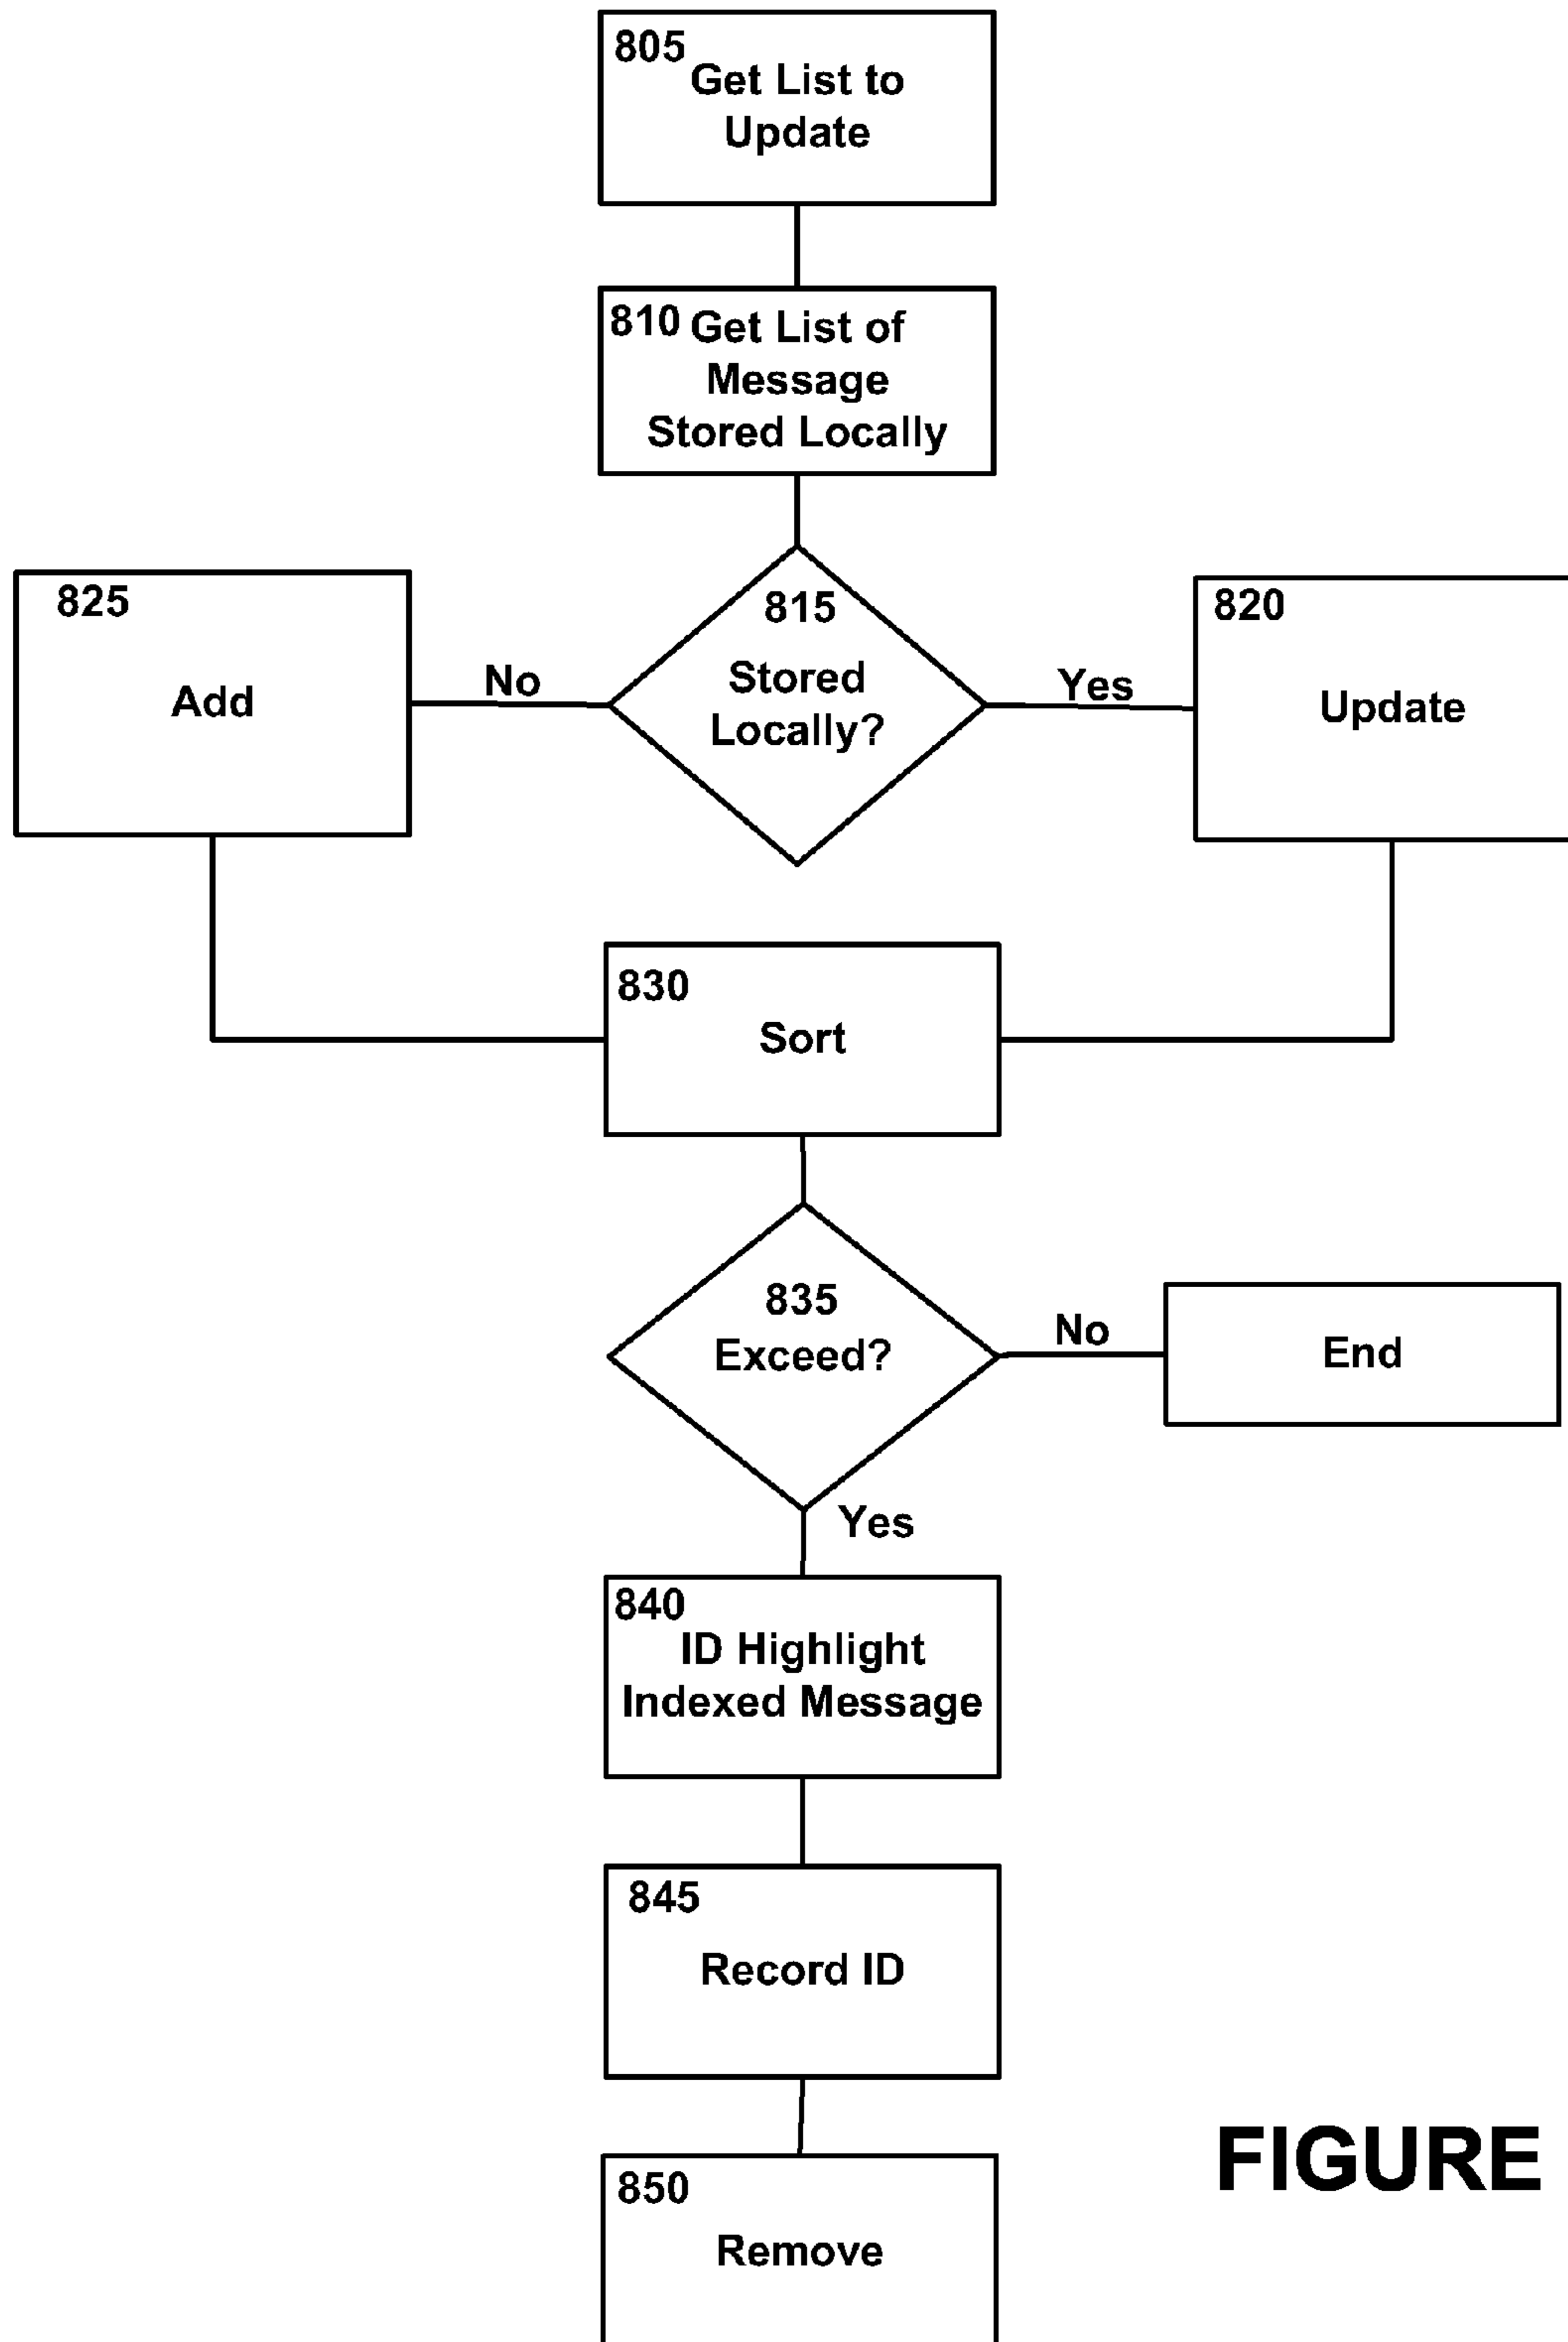 805
Get List to
Update
810 Get List of
Message
Stored Locally
825
Add
No
815
Stored
Locally?
Yes
820
Update
830
Sort
835
Exceed?
No
End
Yes
840
ID Highlight
Indexed Message
845
Record ID
850
Remove
FIGURE